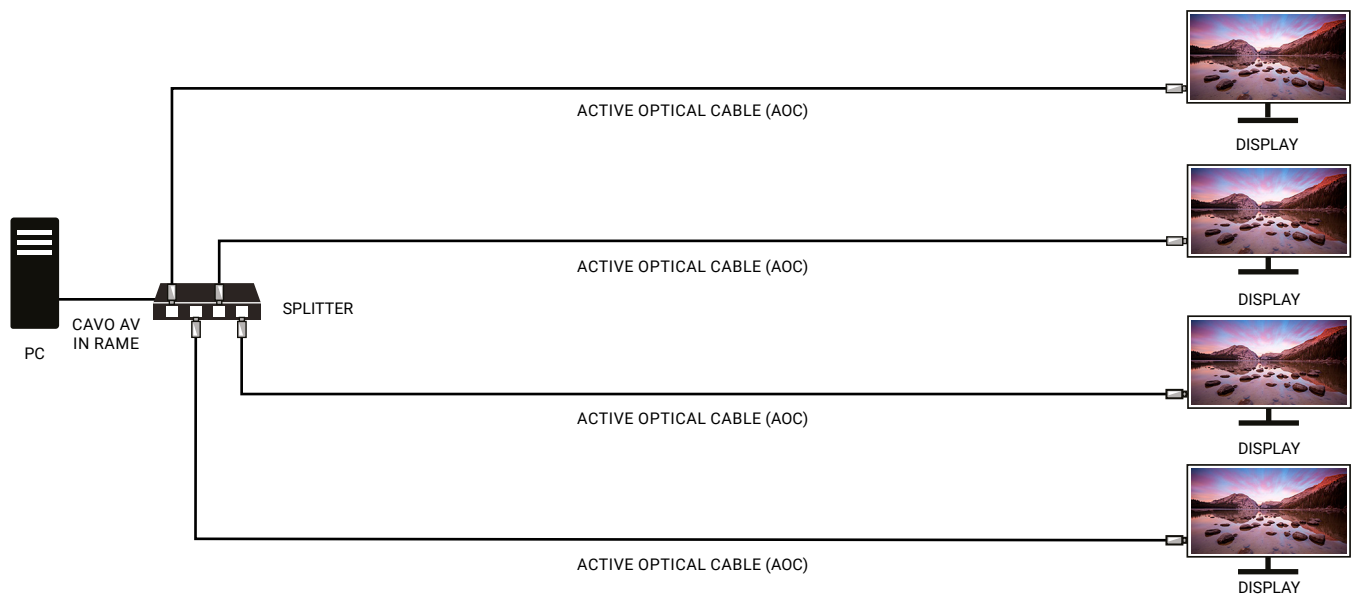 ACTIVE OPTICAL CABLE (AOC)
DISPLAY
ACTIVE OPTICAL CABLE (AOC)
DISPLAY
SPLITTER
CAVO AV
IN RAME
PC
ACTIVE OPTICAL CABLE (AOC)
DISPLAY
ACTIVE OPTICAL CABLE (AOC)
DISPLAY